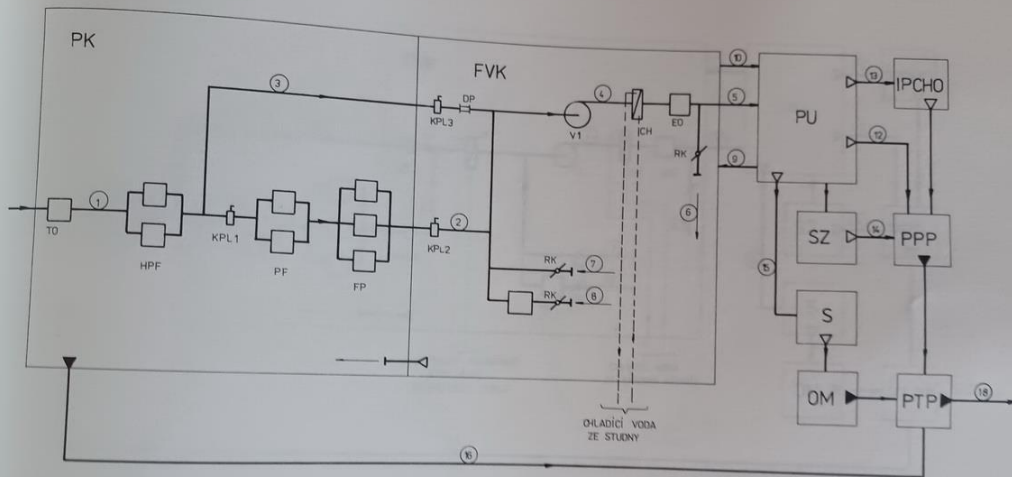 PK
FVK
3
KPL3
DP
4
V1
CH
EO
10
5
9
PU
13
IPCHO
12
RK
6
TO
1
HPF
KPL1
PF
FP
KPL2
2
RK
7
RK
8
SZ
14
PPP
15
S
OM
PTP
18
CHLADÍCÍ VODA
ZE STUDNY
16